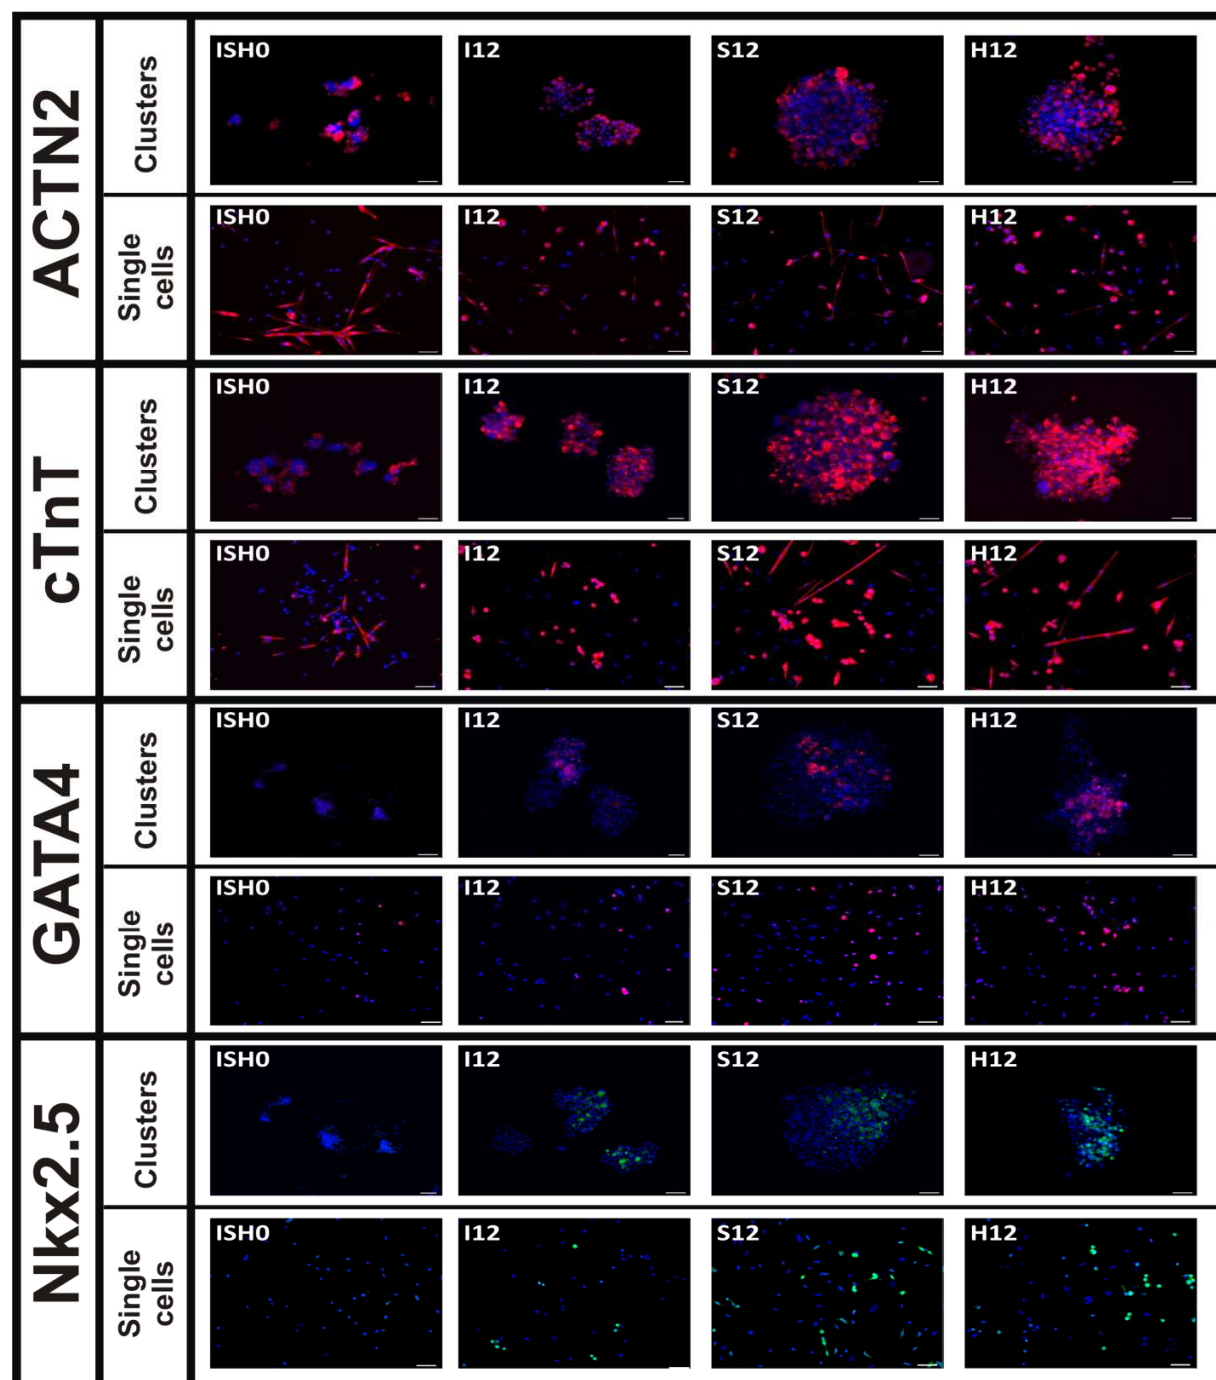 ACTN2
Clusters
ISH0
I12
S12
H12
Single
cells
ISH0
I12
S12
H12
cTnT
Clusters
ISH0
I12
S12
H12
Single
cells
ISH0
I12
S12
H12
GATA4
Clusters
ISH0
I12
S12
H12
Single
cells
ISH0
I12
S12
H12
Nkx2.5
Clusters
ISH0
I12
S12
H12
Single
cells
ISH0
I12
S12
H12